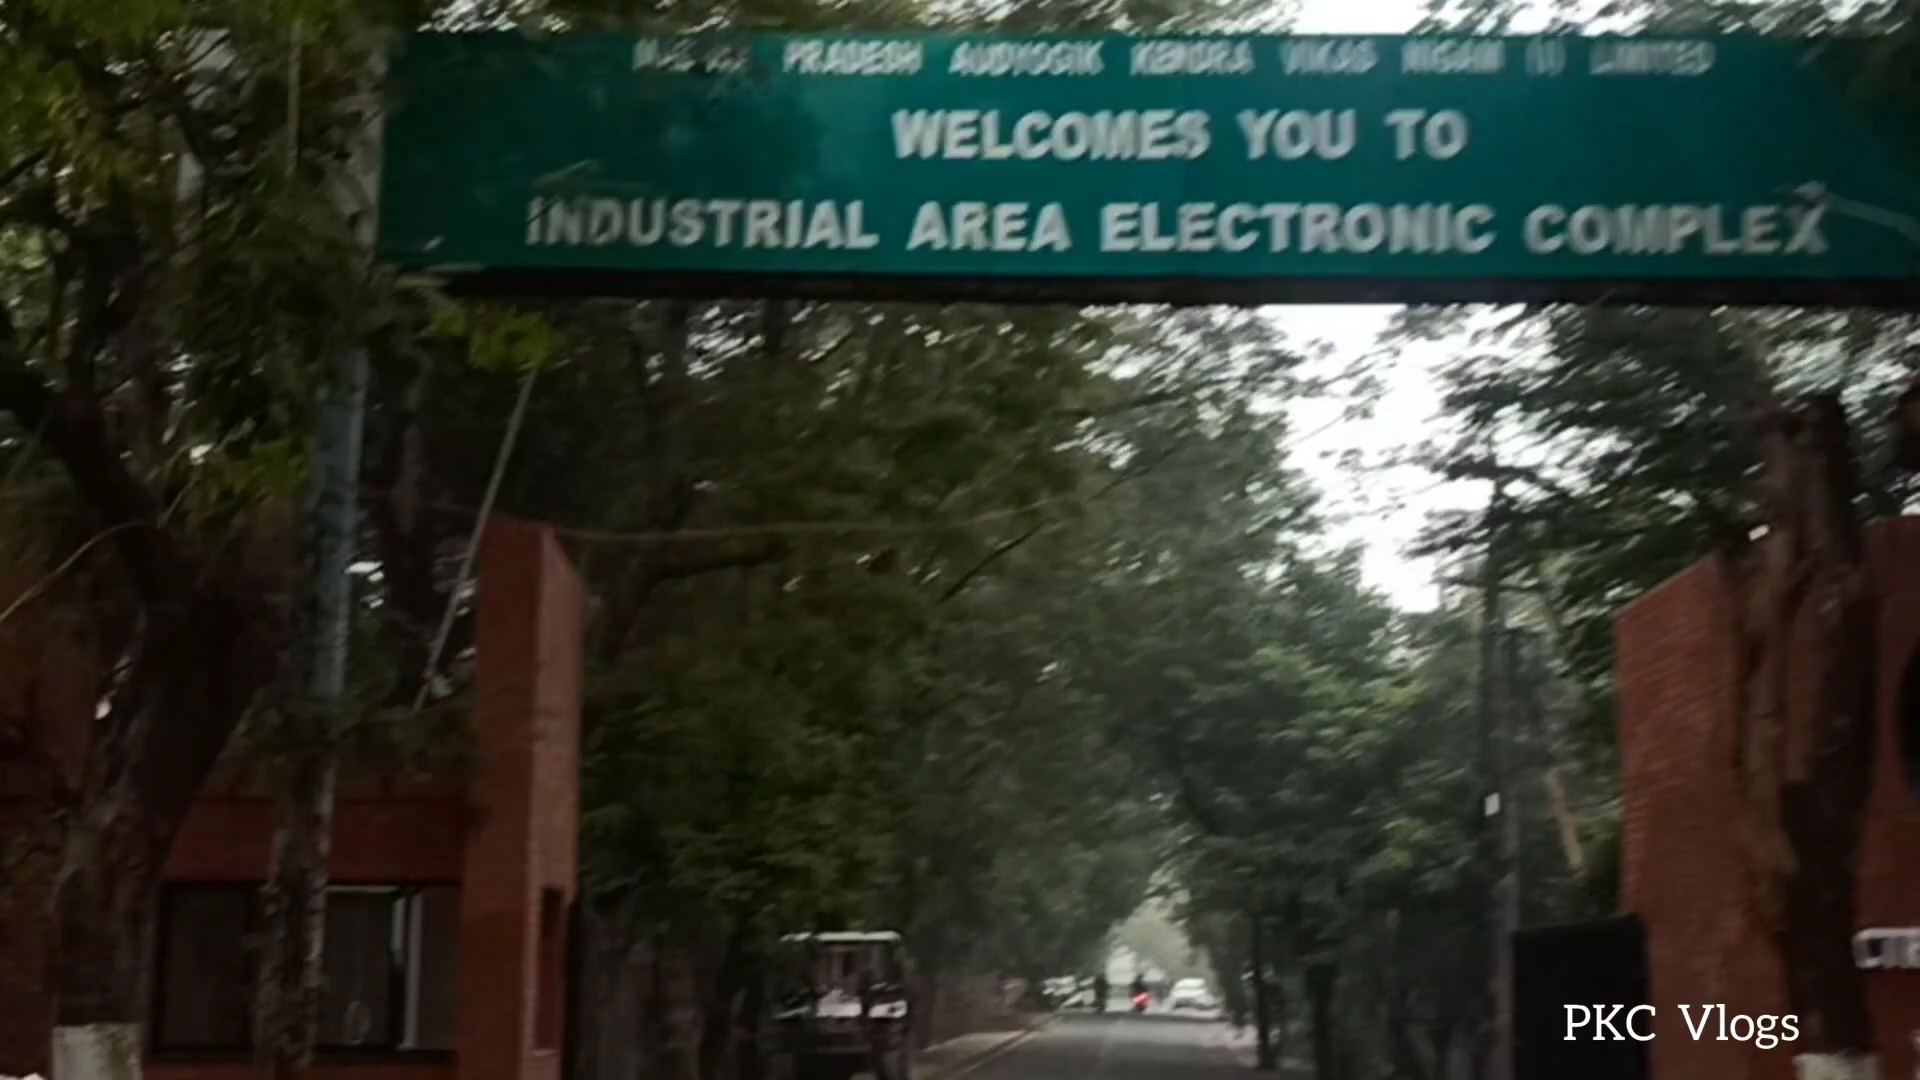 PRADESH AUDYOGIK KENDRA VIKAS NIGAM (I) LIMITED
WELCOMES YOU TO
INDUSTRIAL AREA ELECTRONIC COMPLEX
PKC Vlogs